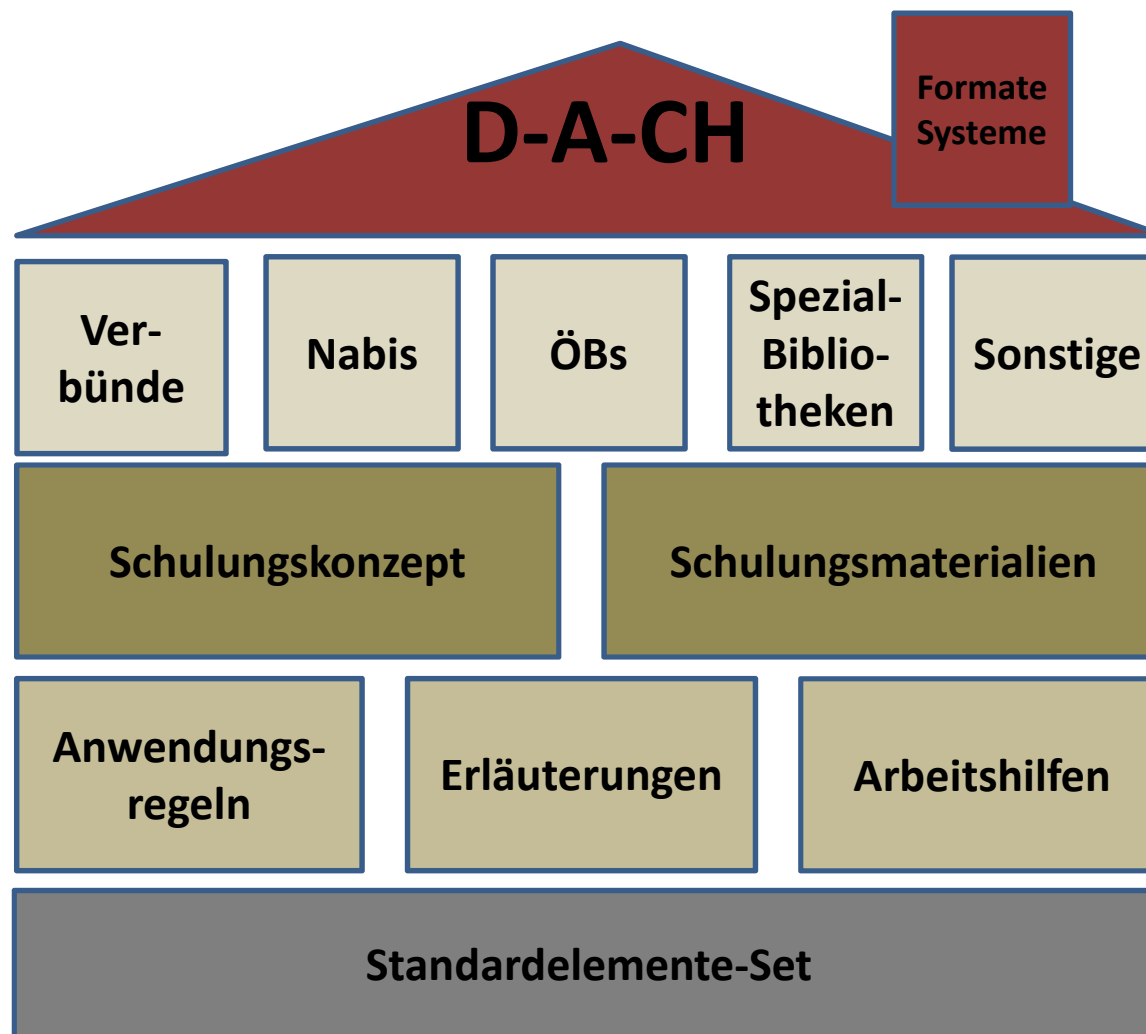 D-A-CH
Formate
Systeme
Ver-
bünde
Nabis
ÖBs
Spezial-
Biblio-
theken
Sonstige
Schulungskonzept
Schulungsmaterialien
Anwendungs-
regeln
Erläuterungen
Arbeitshilfen
Standardelemente-Set